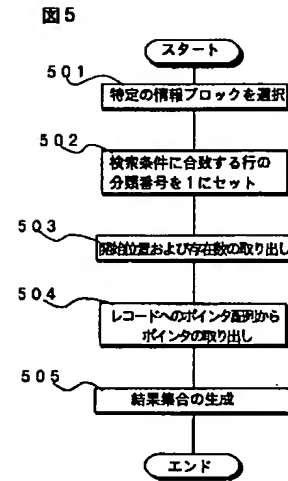 図5
スタート
501
特定の情報ブロックを選択
502
検索条件に合致する行の
分類番号を1にセット
503
開始位置および存在数の取り出し
504
レコードへのポインタ配列から
ポインタの取り出し
505
結果集合の生成
エンド